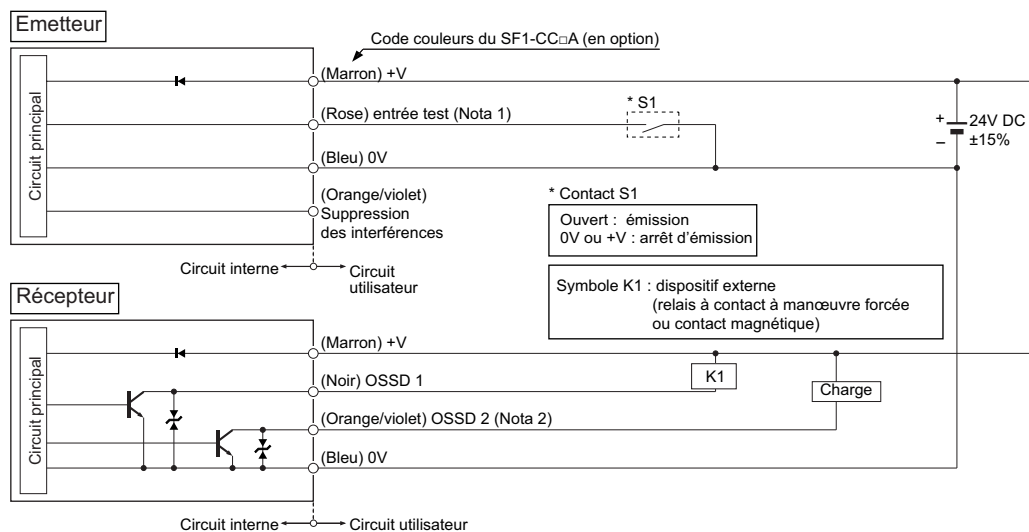 Emetteur
Code couleurs du SF1-CC□A (en option)
Circuit principal
(Marron) +V
(Rose) entrée test (Nota 1)
* S1
(Bleu) 0V
(Orange/violet)
Suppression
des interférences
+
−
24V DC
±15%
* Contact S1
Ouvert : émission
0V ou +V : arrêt d'émission
Circuit interne
Circuit
utilisateur
Symbole K1 : dispositif externe
(relais à contact à manœuvre forcée
ou contact magnétique)
Récepteur
Circuit principal
(Marron) +V
(Noir) OSSD 1
K1
Charge
(Orange/violet) OSSD 2 (Nota 2)
(Bleu) 0V
Circuit interne
Circuit utilisateur